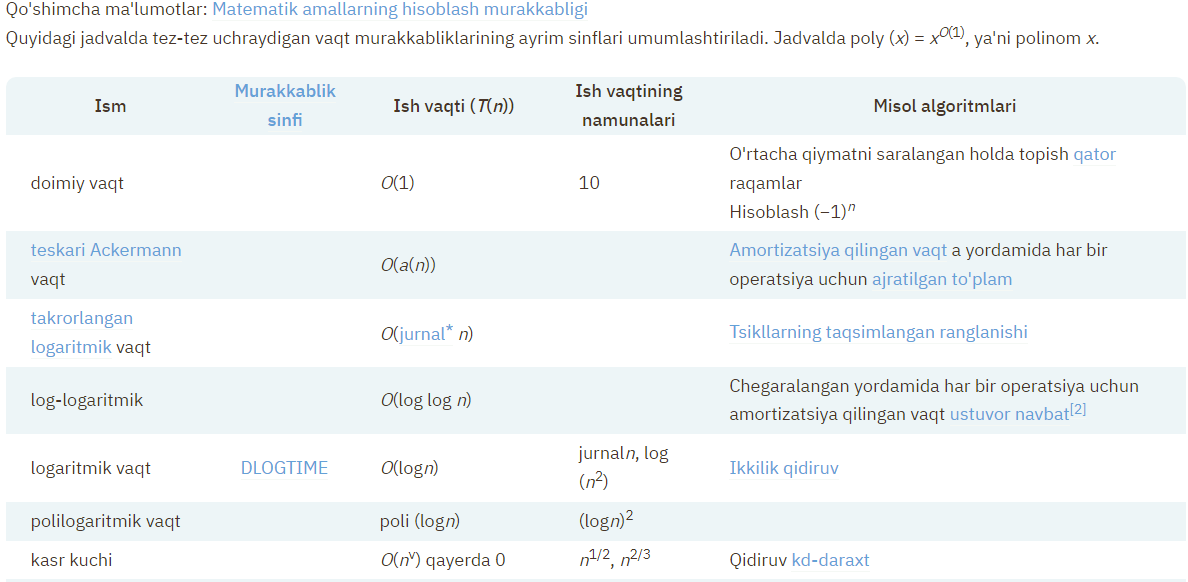 Qo'shimcha ma'lumotlar: Matematik amallarning hisoblash murakkabligi
Quyidagi jadvalda tez-tez uchraydigan vaqt murakkabliklarining ayrim sinflari umumlashtiriladi. Jadvalda poly (x) = x^O(1), ya'ni polinom x.
Ism
Murakkablik
sinfi
Ish vaqti (T(n))
Ish vaqtining
namunalari
Misol algoritmlari
doimiy vaqt
O(1)
10
O'rtacha qiymatni saralangan holda topish qator
raqamlar
Hisoblash (−1)^n
teskari Ackermann
vaqt
O(a(n))
Amortizatsiya qilingan vaqt a yordamida har bir
operatsiya uchun ajratilgan to'plam
takrorlangan
logaritmik vaqt
O(jurnal* n)
Tsikllarning taqsimlangan ranglanishi
log-logaritmik
O(log log n)
Chegaralangan yordamida har bir operatsiya uchun
amortizatsiya qilingan vaqt ustuvor navbat[2]
logaritmik vaqt
DLOGTIME
O(logn)
jurnaln, log
(n²)
Ikkilik qidiruv
polilogaritmik vaqt
poli (logn)
(logn)²
kasr kuchi
O(n^v) qayerda 0
n^1/2, n^2/3
Qidiruv kd-daraxt